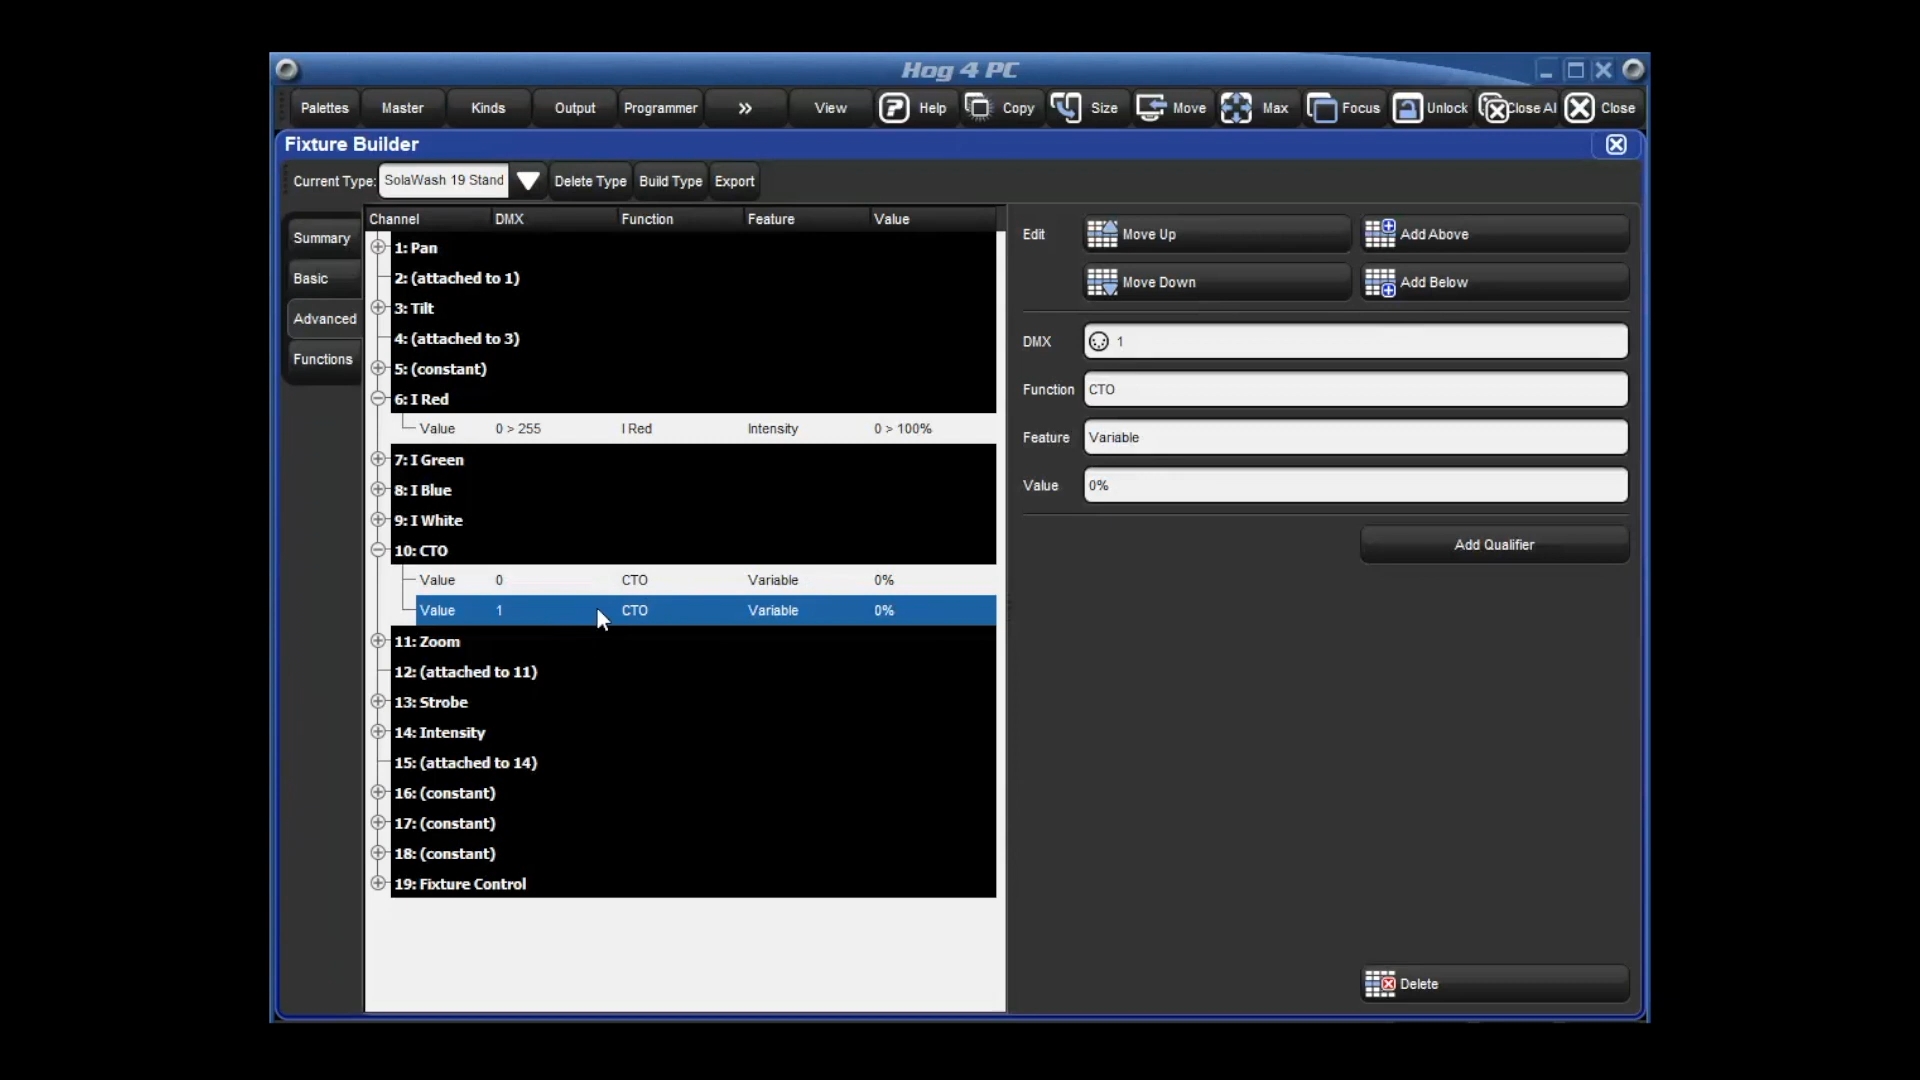 Hog 4 PC
Palettes Master Kinds Output Programmer » View Help Copy Size Move Max Focus Unlock Close Al Close
Fixture Builder
Current Type: SolaWash 19 Stand Delete Type Build Type Export
Summary
Basic
Advanced
Functions
Channel DMX Function Feature Value
1: Pan
2: (attached to 1)
3: Tilt
4: (attached to 3)
5: (constant)
6: I Red
Value 0 > 255 I Red Intensity 0 > 100%
7: I Green
8: I Blue
9: I White
10: CTO
Value 0 CTO Variable 0%
Value 1 CTO Variable 0%
11: Zoom
12: (attached to 11)
13: Strobe
14: Intensity
15: (attached to 14)
16: (constant)
17: (constant)
18: (constant)
19: Fixture Control
Edit Move Up Add Above
Move Down Add Below
DMX 1
Function CTO
Feature Variable
Value 0%
Add Qualifier
Delete